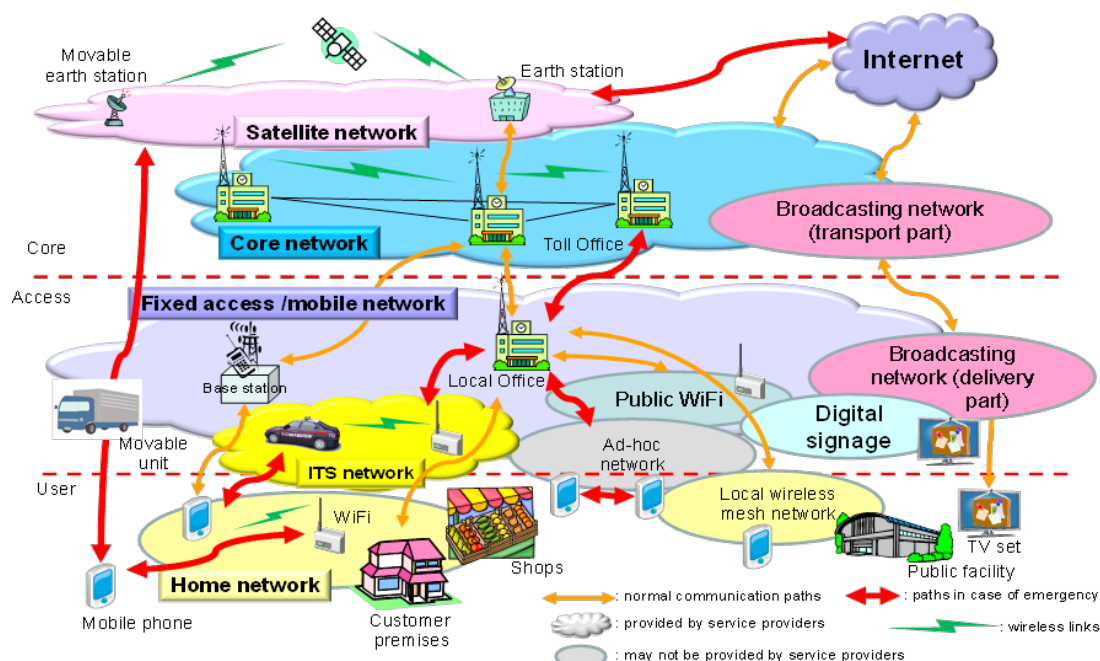 Movable
earth station
Earth station
Internet
Satellite network
Core network
Toll Office
Broadcasting network
(transport part)
Core
Access
Fixed access /mobile network
Base station
Local Office
Broadcasting
network (delivery
part)
Public WiFi
Digital
signage
Movable
unit
Ad-hoc
network
ITS network
User
WiFi
Local wireless
mesh network
TV set
Shops
Public facility
Home network
Mobile phone
Customer
premises
: normal communication paths
: paths in case of emergency
: provided by service providers
: wireless links
: may not be provided by service providers